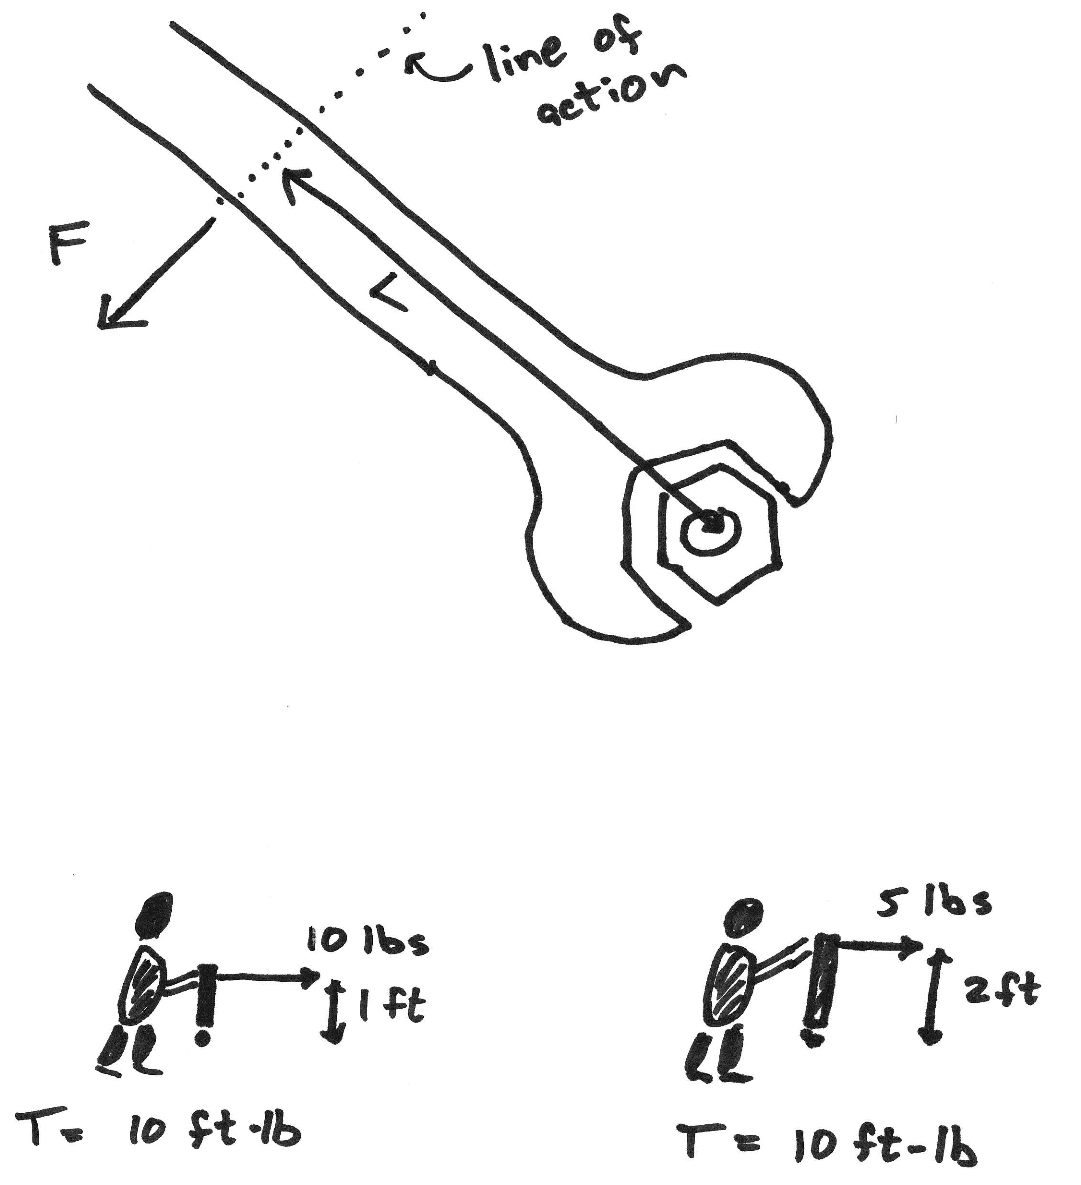 line of
action
F
L
10 lbs
1 ft
T= 10 ft-lb
5 lbs
2ft
T= 10 ft-lb